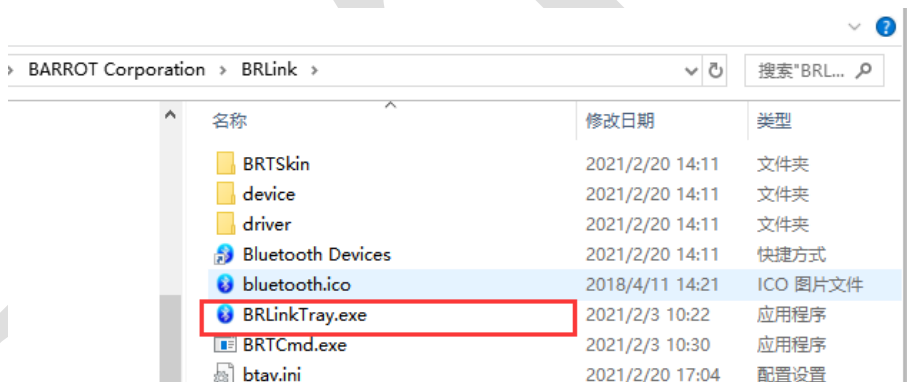 BARROT Corporation > BRLink >
搜索"BRL...
名称 修改日期 类型
BRTSkin 2021/2/20 14:11 文件夹
device 2021/2/20 14:11 文件夹
driver 2021/2/20 14:11 文件夹
Bluetooth Devices 2021/2/20 14:11 快捷方式
bluetooth.ico 2018/4/11 14:21 ICO 图片文件
BRLinkTray.exe 2021/2/3 10:22 应用程序
BRTCmd.exe 2021/2/3 10:30 应用程序
btav.ini 2021/2/20 17:04 配置设置